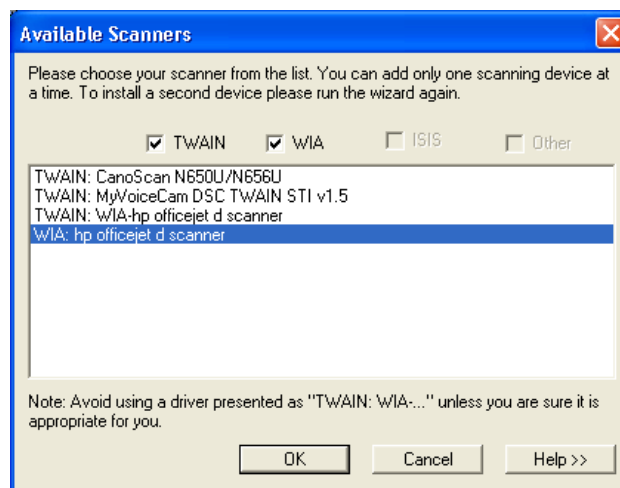 Available Scanners
Please choose your scanner from the list. You can add only one scanning device at
a time. To install a second device please run the wizard again.
TWAIN WIA ISIS Other
TWAIN: CanoScan N650U/N656U
TWAIN: MyVoiceCam DSC TWAIN STI v1.5
TWAIN: WIA-hp officejet d scanner
WIA: hp officejet d scanner
Note: Avoid using a driver presented as "TWAIN: WIA-..." unless you are sure it is
appropriate for you.
OK Cancel Help >>